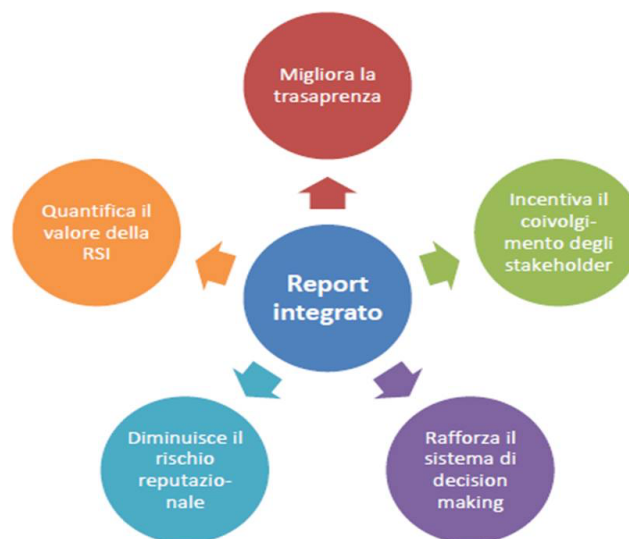 Migliora la
trasaprenza
Quantifica il
valore della
RSI
Incentiva il
coivolgi-
mento degli
stakeholder
Report
integrato
Diminuisce il
rischio
reputazio-
nale
Rafforza il
sistema di
decision
making